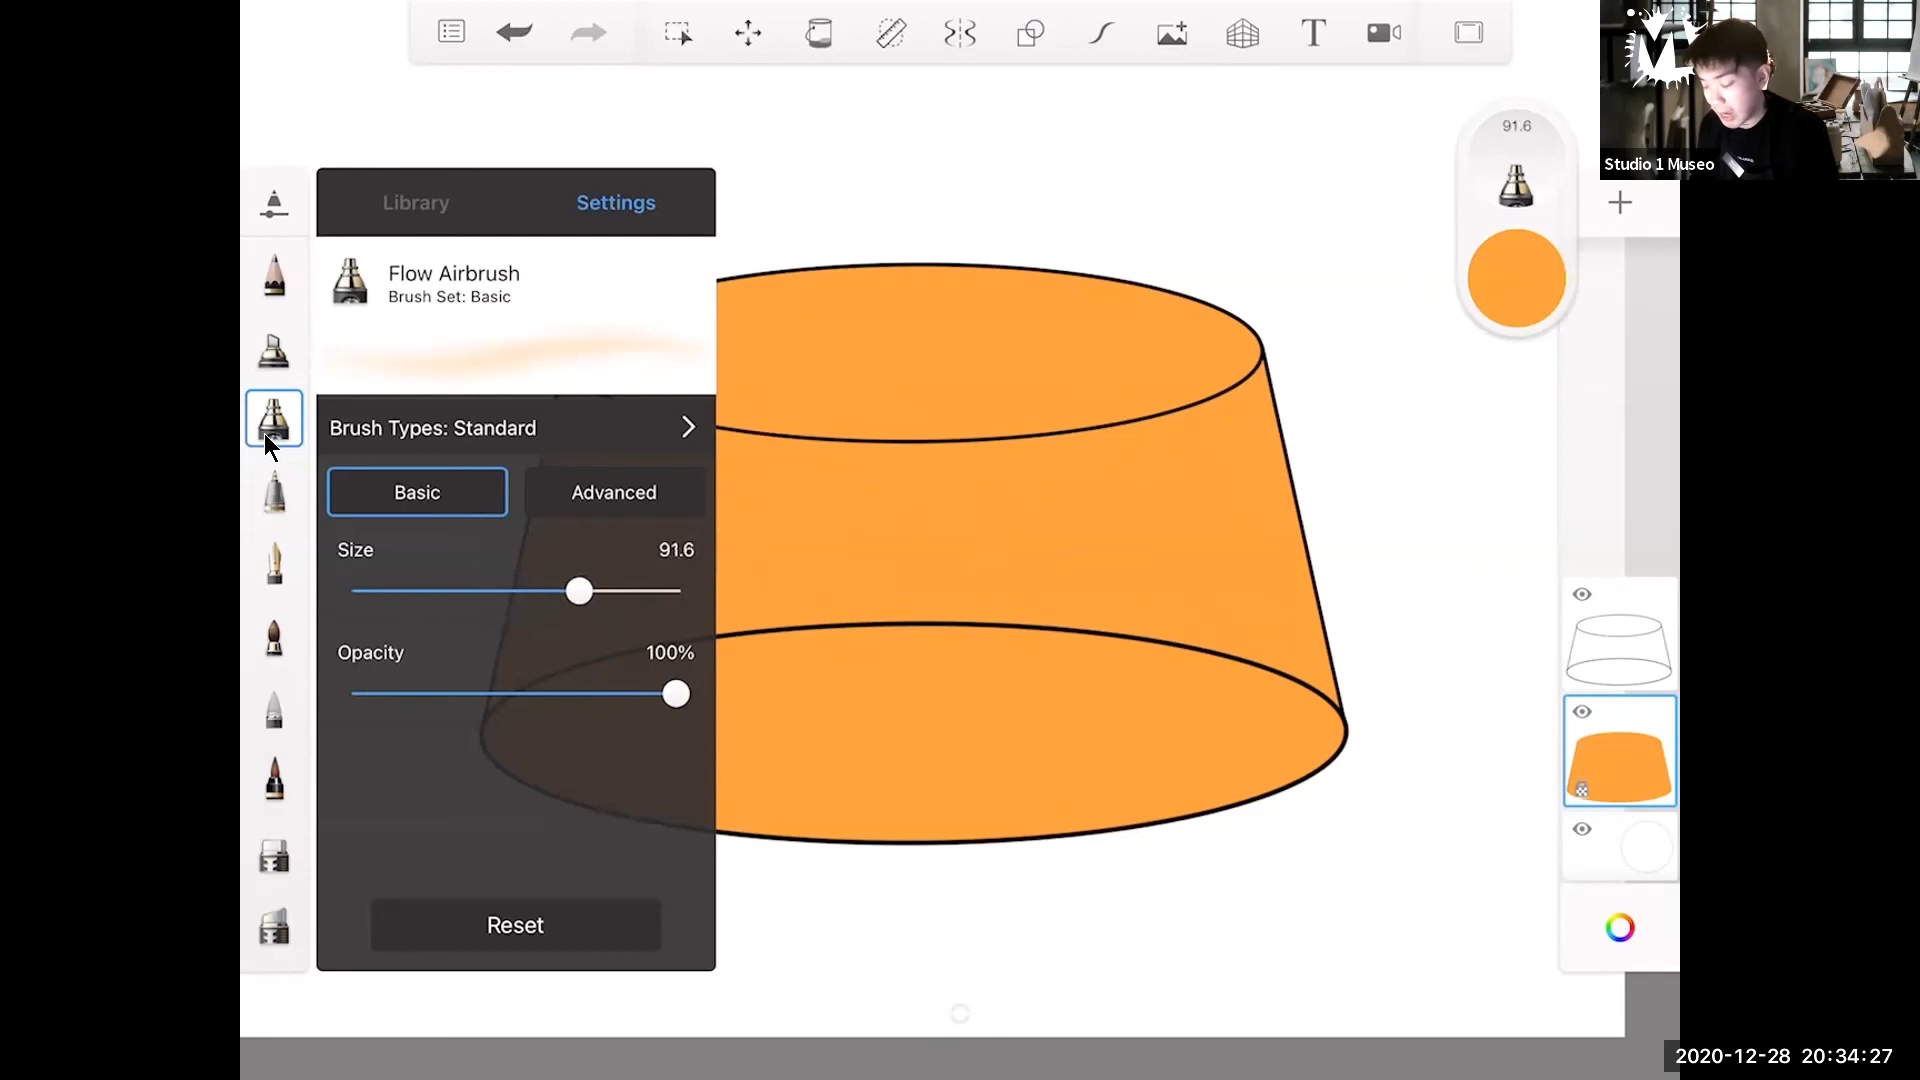 91.6
Studio 1 Museo
Library
Settings
Flow Airbrush
Brush Set: Basic
Brush Types: Standard
Basic
Advanced
Size
91.6
Opacity
100%
Reset
2020-12-28 20:34:27